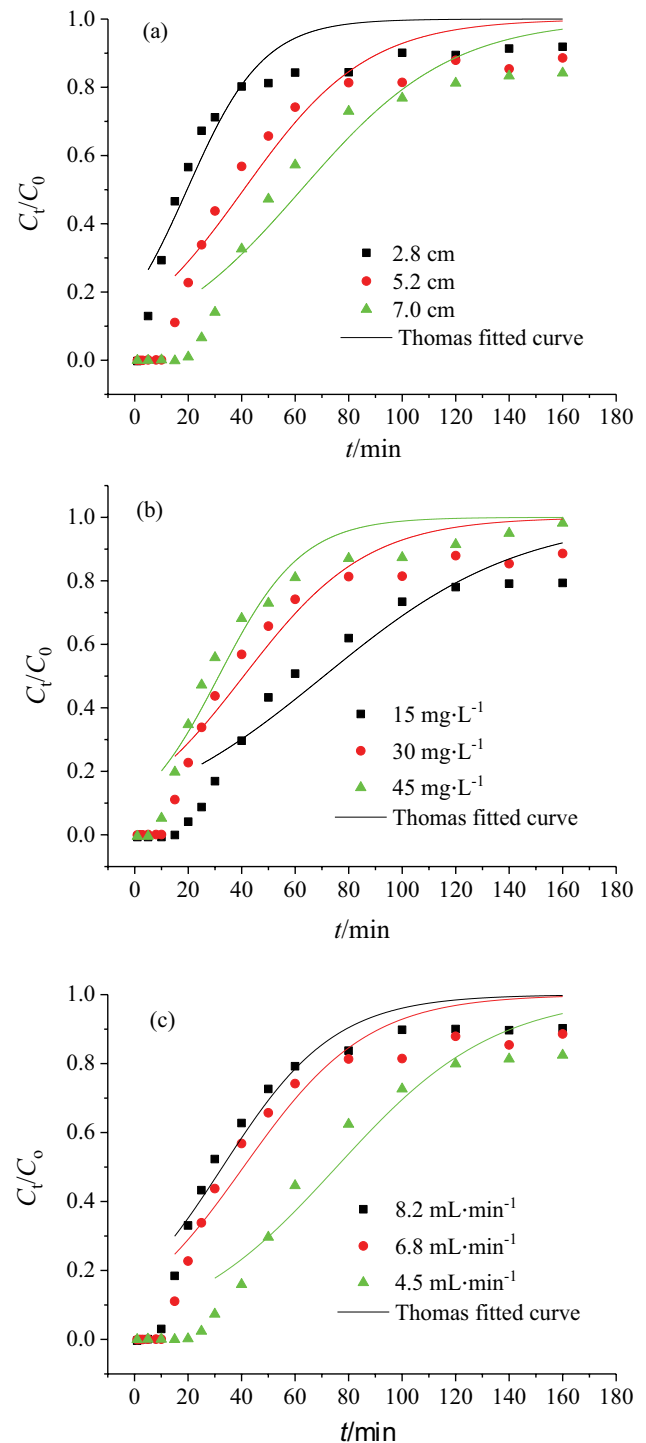 (a)
1.0
0.8
0.6
0.4
0.2
0.0
Ct/C0
2.8 cm
5.2 cm
7.0 cm
Thomas fitted curve
0 20 40 60 80 100 120 140 160 180
t/min
(b)
1.0
0.8
0.6
0.4
0.2
0.0
Ct/C0
15 mg·L-1
30 mg·L-1
45 mg·L-1
Thomas fitted curve
0 20 40 60 80 100 120 140 160 180
t/min
(c)
1.0
0.8
0.6
0.4
0.2
0.0
Ct/Co
8.2 mL·min-1
6.8 mL·min-1
4.5 mL·min-1
Thomas fitted curve
0 20 40 60 80 100 120 140 160 180
t/min